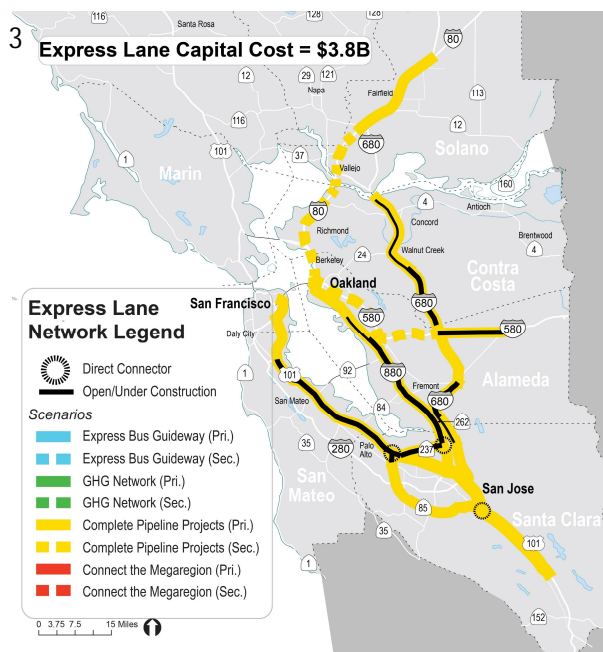 3
Express Lane Capital Cost = $3.8B
116
Santa Rosa
128
128
80
12
29
121
Napa
Fairfield
113
116
12
680
Solano
1
101
37
Marin
Vallejo
160
4
Antioch
80
Concord
Richmond
Walnut Creek
Brentwood
24
4
Berkeley
Contra
Costa
Oakland
San Francisco
680
580
580
Daly City
101
92
880
1
Fremont
680
Alameda
San Mateo
84
262
35
280
Palo
Alto
237
San
Mateo
San Jose
85
Santa Clara
35
101
1
152
Express Lane
Network Legend
Direct Connector
Open/Under Construction
Scenarios
Express Bus Guideway (Pri.)
Express Bus Guideway (Sec.)
GHG Network (Pri.)
GHG Network (Sec.)
Complete Pipeline Projects (Pri.)
Complete Pipeline Projects (Sec.)
Connect the Megaregion (Pri.)
Connect the Megaregion (Sec.)
0 3.75 7.5 15 Miles